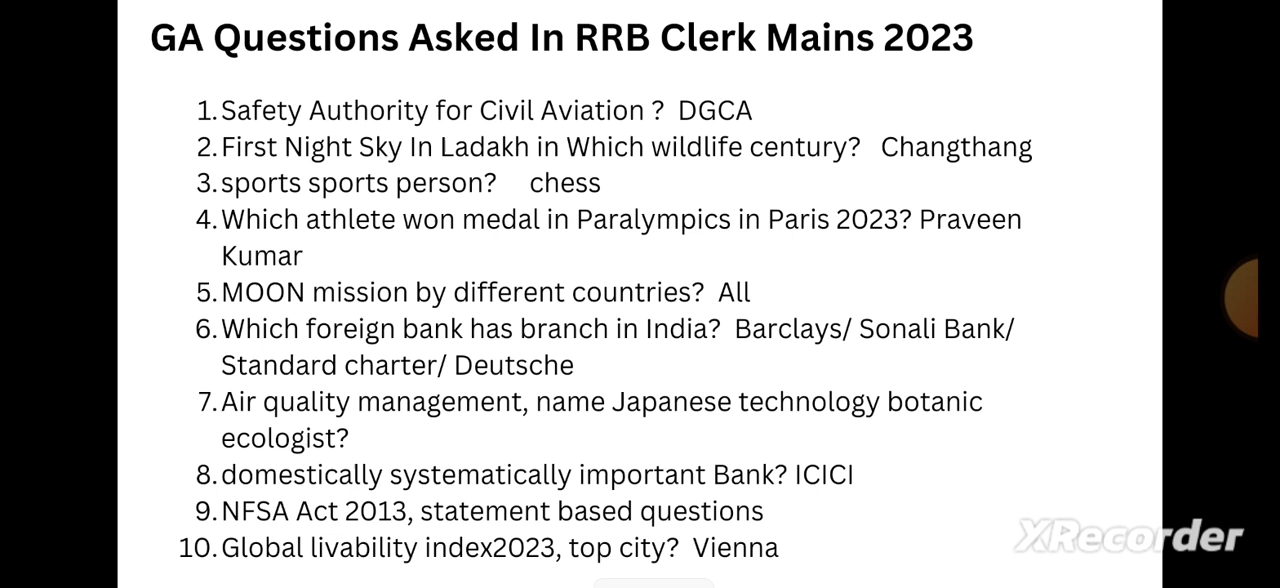 GA Questions Asked In RRB Clerk Mains 2023
1. Safety Authority for Civil Aviation ? DGCA
2. First Night Sky In Ladakh in Which wildlife century? Changthang
3. sports sports person? chess
4. Which athlete won medal in Paralympics in Paris 2023? Praveen
Kumar
5. MOON mission by different countries? All
6. Which foreign bank has branch in India? Barclays/ Sonali Bank/
Standard charter/ Deutsche
7. Air quality management, name Japanese technology botanic
ecologist?
8. domestically systematically important Bank? ICICI
9. NFSA Act 2013, statement based questions
10. Global livability index2023, top city? Vienna
XRecorder